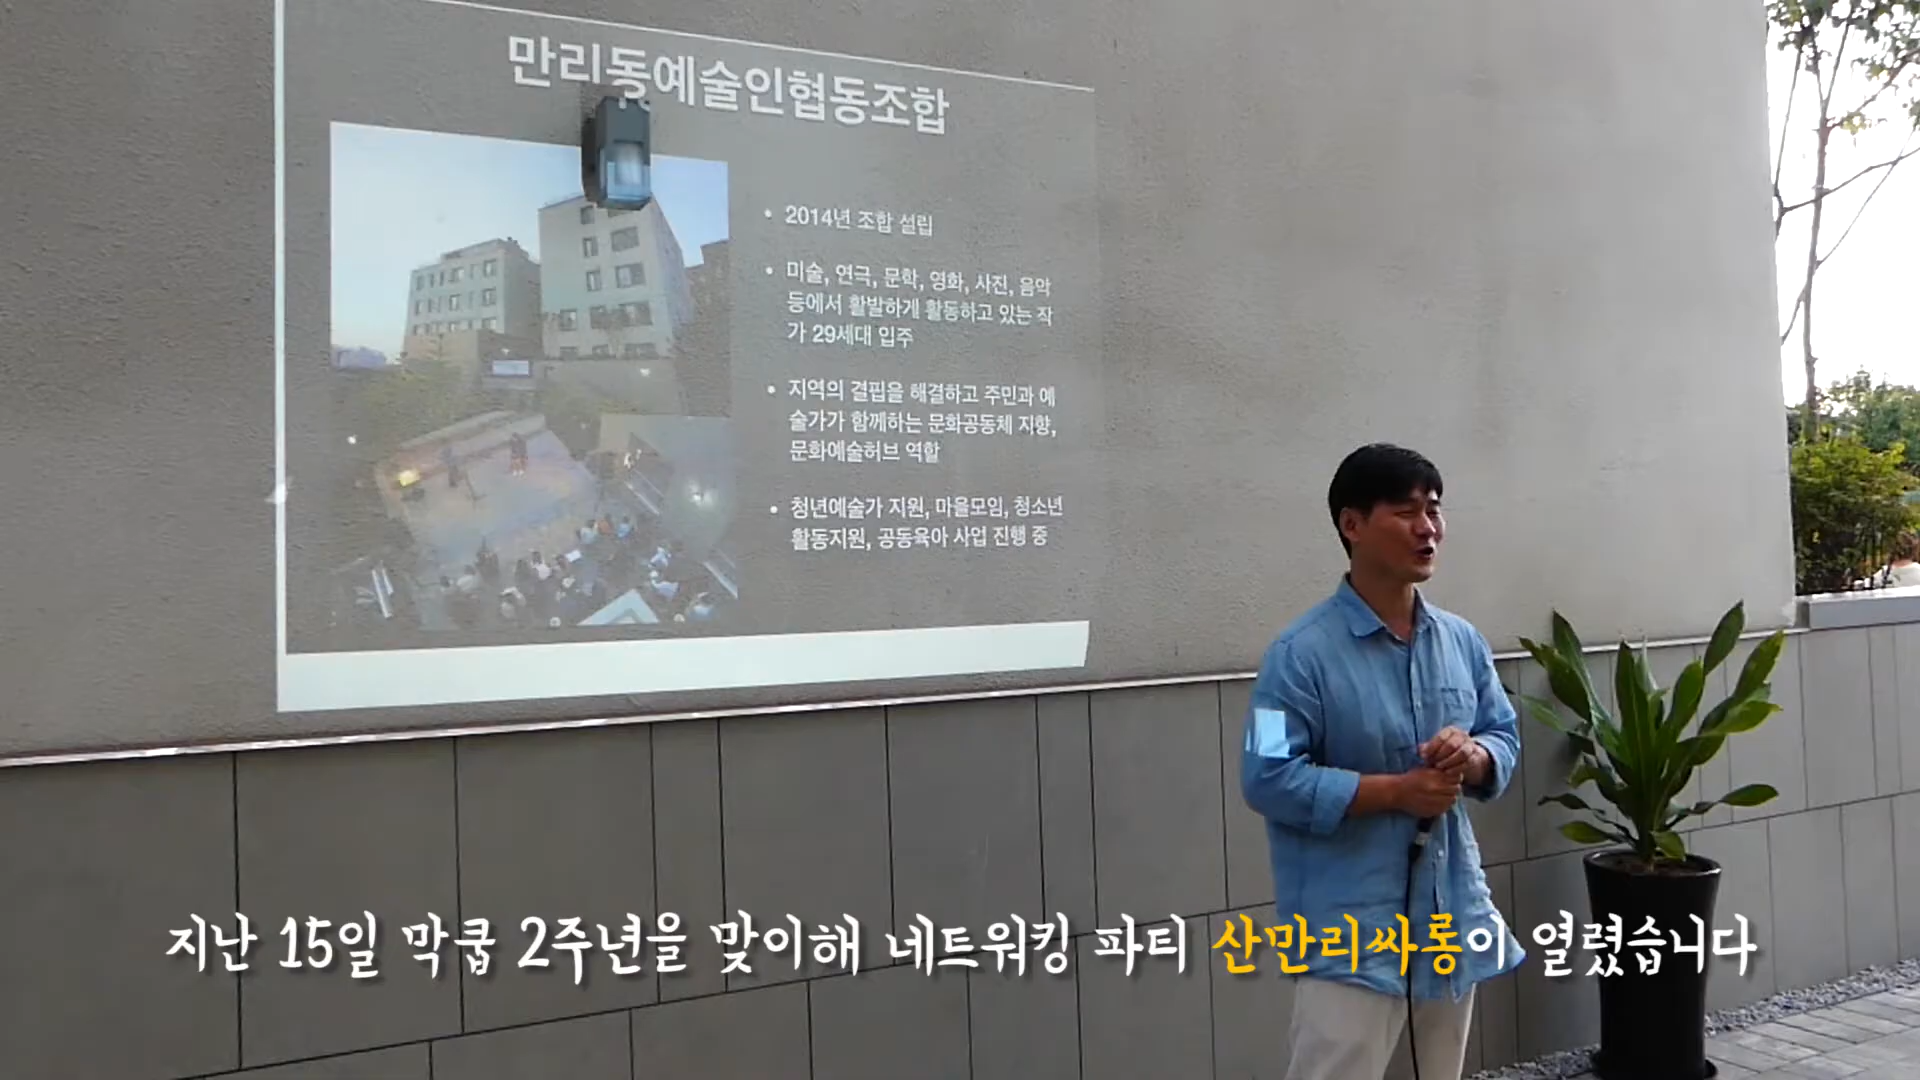 만리동예술인협동조합
• 2014년 조합 설립
• 미술, 연극, 문학, 영화, 사진, 음악
등에서 활발하게 활동하고 있는 작
가 29세대 입주
• 지역의 결핍을 해결하고 주민과 예
술가가 함께하는 문화공동체 지향,
문화예술허브 역할
• 청년예술가 지원, 마을모임, 청소년
활동지원, 공동육아 사업 진행 중
지난 15일 막쿱 2주년을 맞이해 네트워킹 파티 산만리싸롱이 열렸습니다